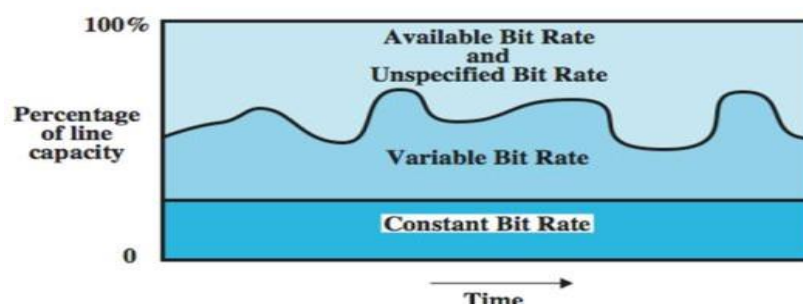 100%
Available Bit Rate
and
Unspecified Bit Rate
Percentage
of line
capacity
Variable Bit Rate
Constant Bit Rate
0
Time